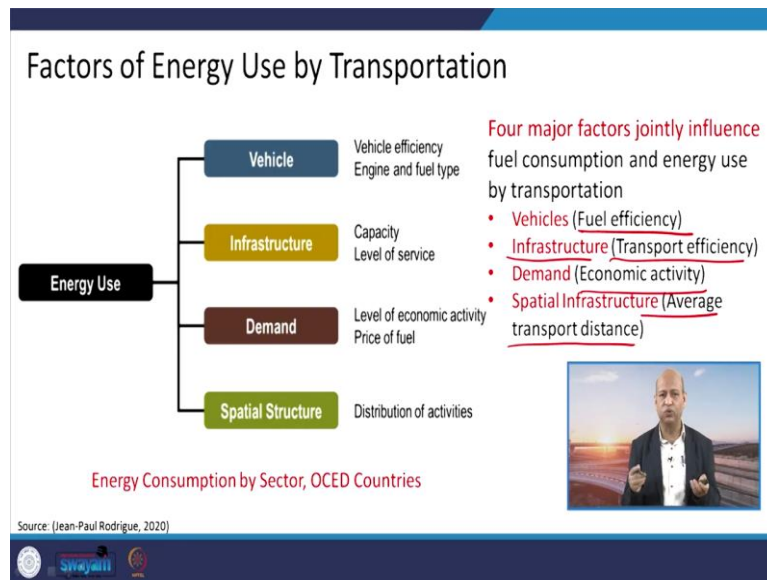 Factors of Energy Use by Transportation
Energy Use
Vehicle
Vehicle efficiency
Engine and fuel type
Infrastructure
Capacity
Level of service
Demand
Level of economic activity
Price of fuel
Spatial Structure
Distribution of activities
Energy Consumption by Sector, OCED Countries
Four major factors jointly influence
fuel consumption and energy use
by transportation
• Vehicles (Fuel efficiency)
• Infrastructure (Transport efficiency)
• Demand (Economic activity)
• Spatial Infrastructure (Average
transport distance)
Source: (Jean-Paul Rodrigue, 2020)
swayam